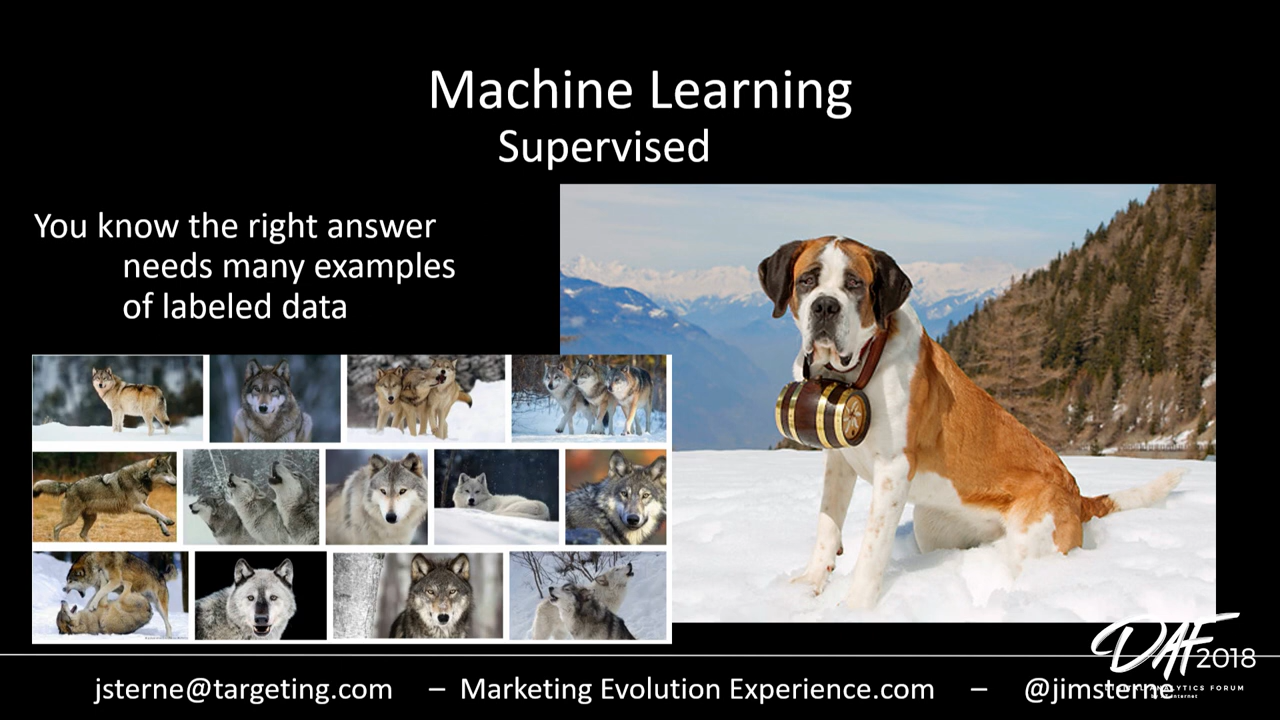 Machine Learning
Supervised
You know the right answer
needs many examples
of labeled data
DAF 2018
jsterne@targeting.com – Marketing Evolution Experience.com – @jimsterne